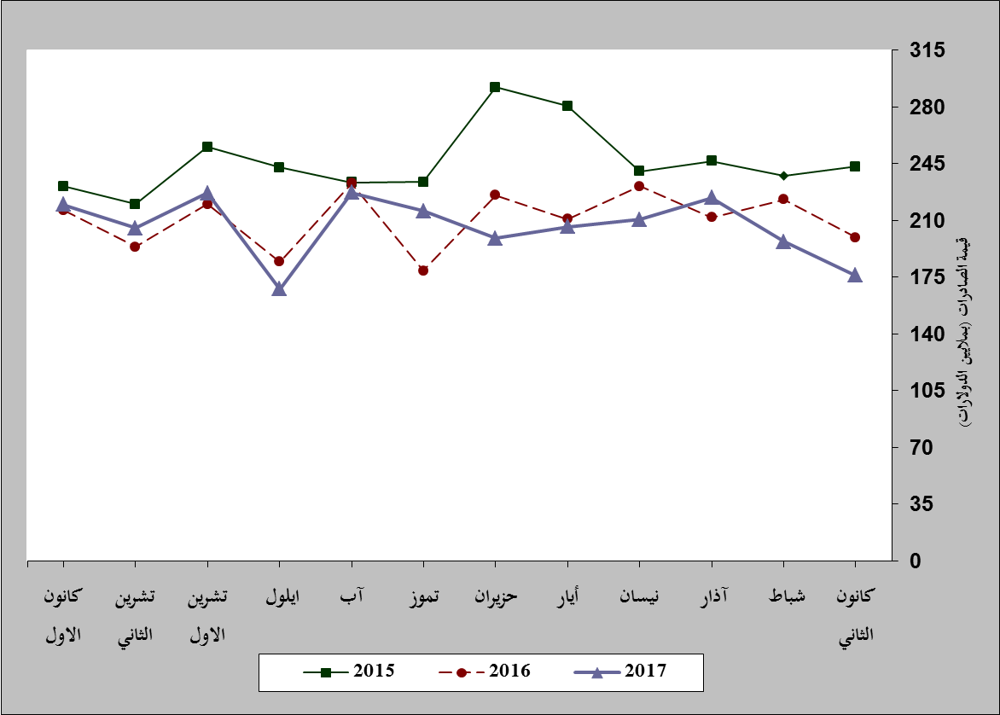 315
280
245
210
175
140
105
70
35
0
قيمة الصادرات (بملايين الدولارات)
كانون الثاني
شباط
آذار
نيسان
أيار
حزيران
تموز
آب
ايلول
تشرين الاول
تشرين الثاني
كانون الاول
2015 2016 2017